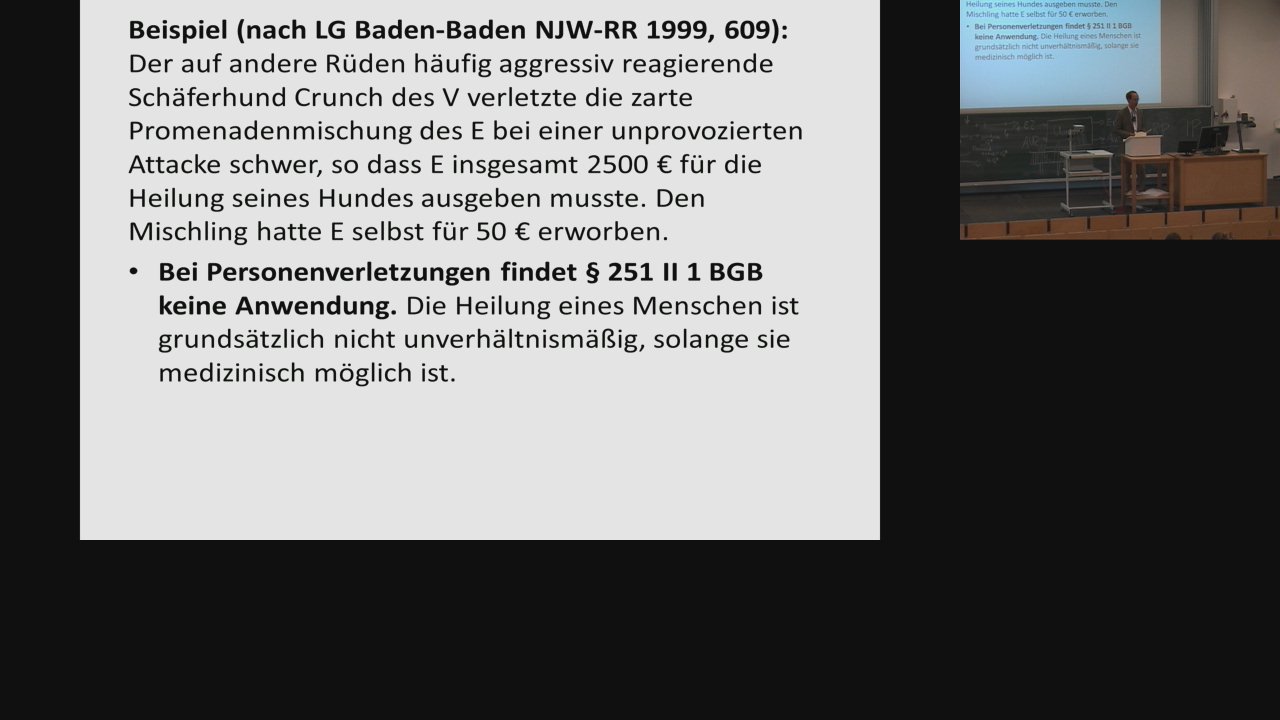 Beispiel (nach LG Baden-Baden NJW-RR 1999, 609):
Der auf andere Rüden häufig aggressiv reagierende
Schäferhund Crunch des V verletzte die zarte
Promenadenmischung des E bei einer unprovozierten
Attacke schwer, so dass E insgesamt 2500 € für die
Heilung seines Hundes ausgeben musste. Den
Mischling hatte E selbst für 50 € erworben.
• Bei Personenverletzungen findet § 251 II 1 BGB
keine Anwendung. Die Heilung eines Menschen ist
grundsätzlich nicht unverhältnismäßig, solange sie
medizinisch möglich ist.
Heilung seines Hundes ausgeben musste. Den
Mischling hatte E selbst für 50 € erworben.
• Bei Personenverletzungen findet § 251 II 1 BGB
keine Anwendung. Die Heilung eines Menschen ist
grundsätzlich nicht unverhältnismäßig, solange sie
medizinisch möglich ist.